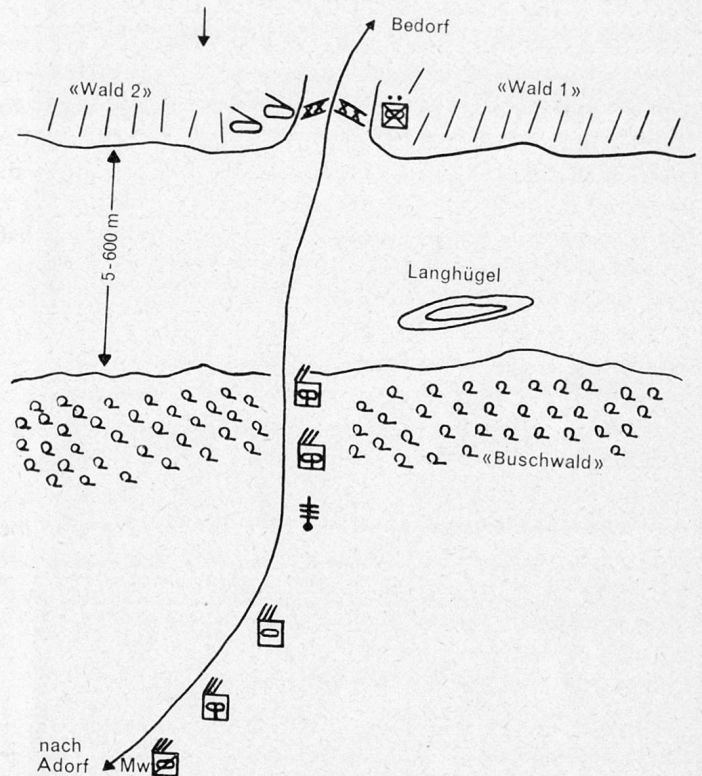 Bedorf
«Wald 2»
«Wald 1»
5-600 m
Langhügel
«Buschwald»
nach
Adorf
Mw